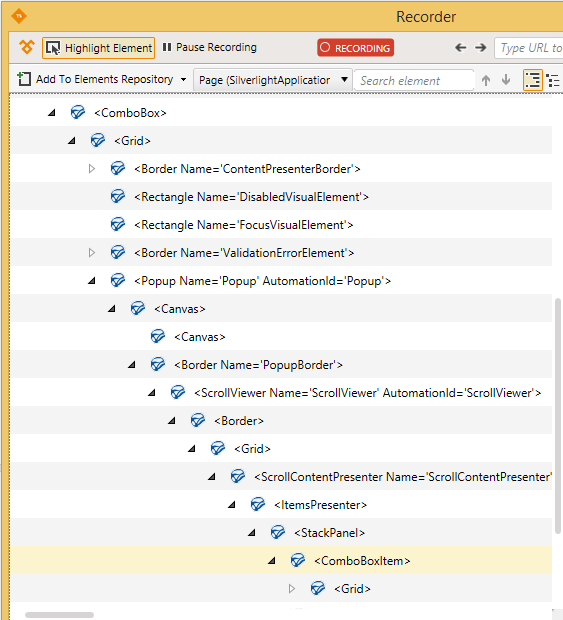 TS
Recorder
Highlight Element Pause Recording RECORDING Type URL to
Add To Elements Repository Page (SilverlightApplication Search element
<ComboBox>
<Grid>
<Border Name='ContentPresenterBorder'>
<Rectangle Name='DisabledVisualElement'>
<Rectangle Name='FocusVisualElement'>
<Border Name='ValidationErrorElement'>
<Popup Name='Popup' AutomationId='Popup'>
<Canvas>
<Canvas>
<Border Name='PopupBorder'>
<ScrollViewer Name='ScrollViewer' AutomationId='ScrollViewer'>
<Border>
<Grid>
<ScrollContentPresenter Name='ScrollContentPresenter'
<ItemsPresenter>
<StackPanel>
<ComboBoxItem>
<Grid>